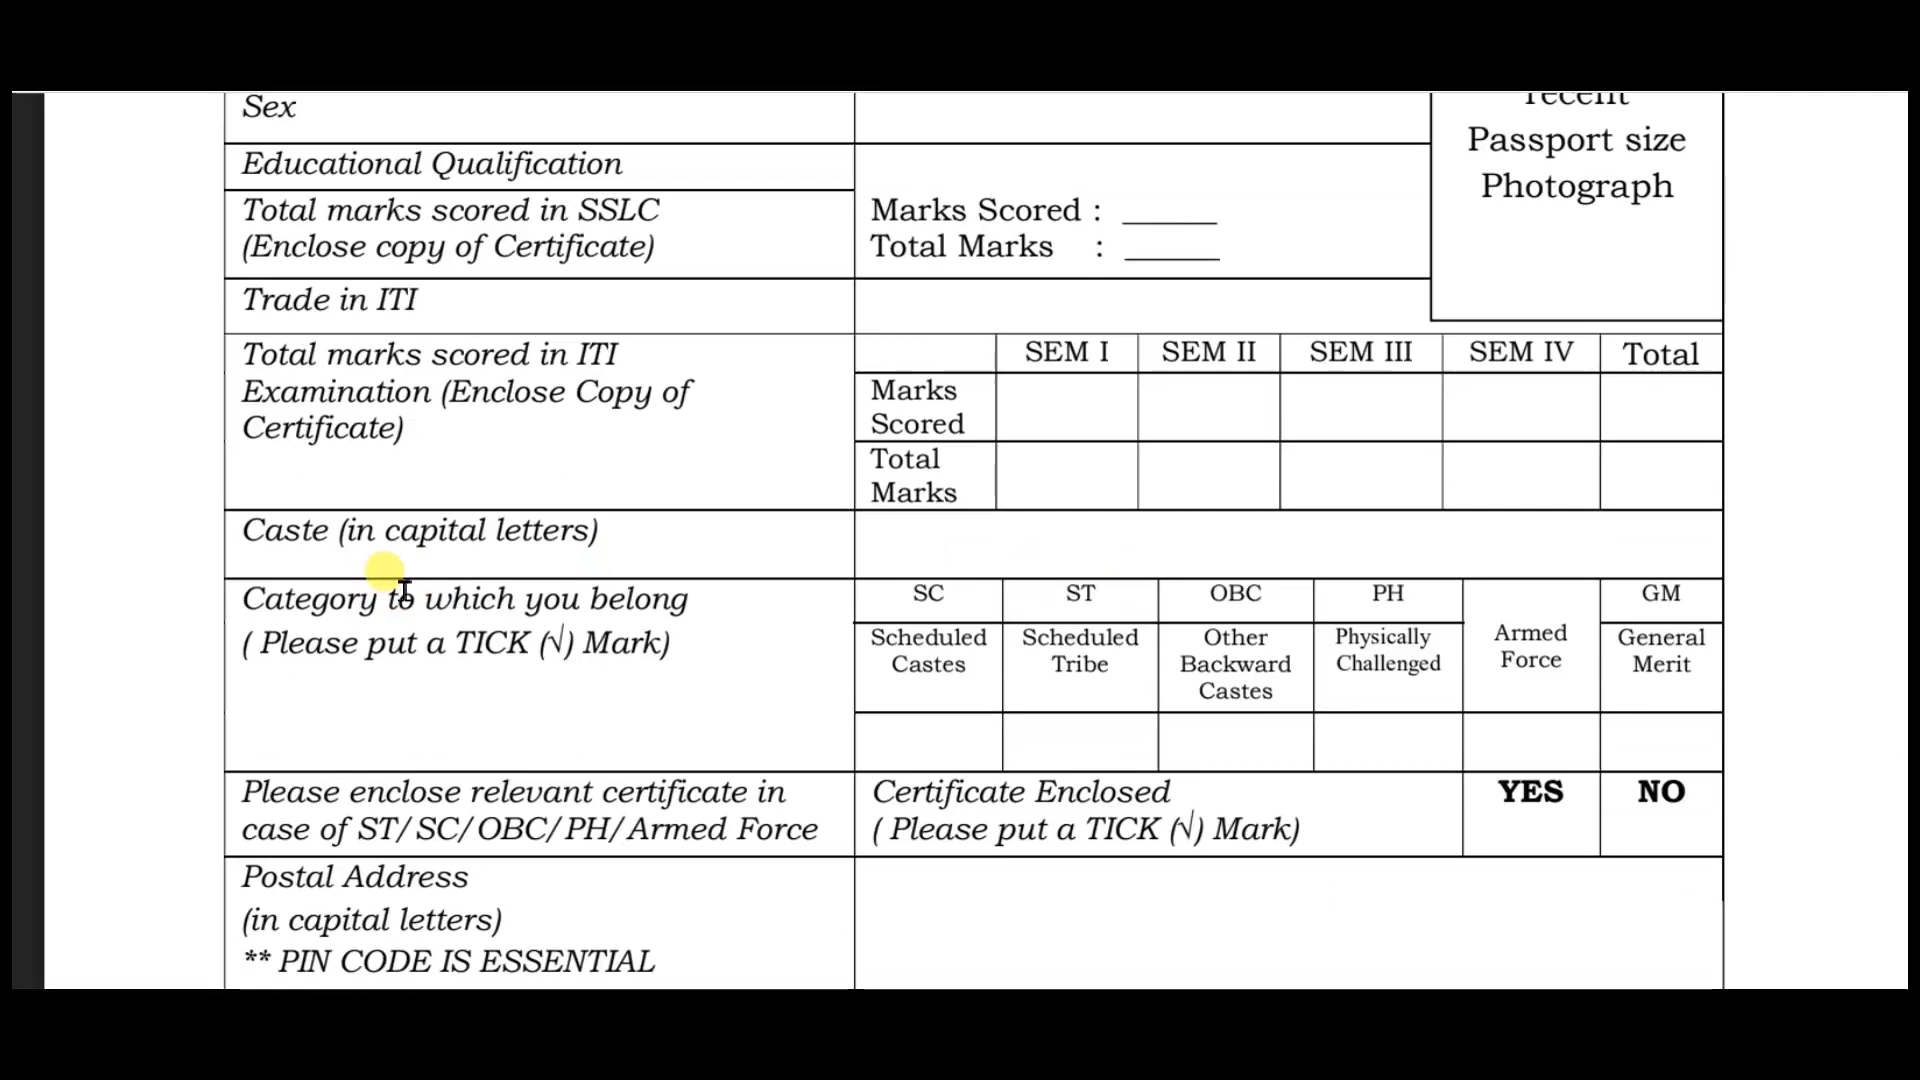 Sex
recent
Passport size
Photograph
Educational Qualification
Total marks scored in SSLC
(Enclose copy of Certificate)
Marks Scored : ______
Total Marks : ______
Trade in ITI
Total marks scored in ITI
Examination (Enclose Copy of
Certificate)
SEM I SEM II SEM III SEM IV Total
Marks
Scored
Total
Marks
Caste (in capital letters)
Category to which you belong
( Please put a TICK (√) Mark)
SC ST OBC PH Armed Force GM
Scheduled Castes
Scheduled Tribe
Other Backward Castes
Physically Challenged
General Merit
Please enclose relevant certificate in
case of ST/SC/OBC/PH/Armed Force
Certificate Enclosed
( Please put a TICK (√) Mark)
YES NO
Postal Address
(in capital letters)
** PIN CODE IS ESSENTIAL